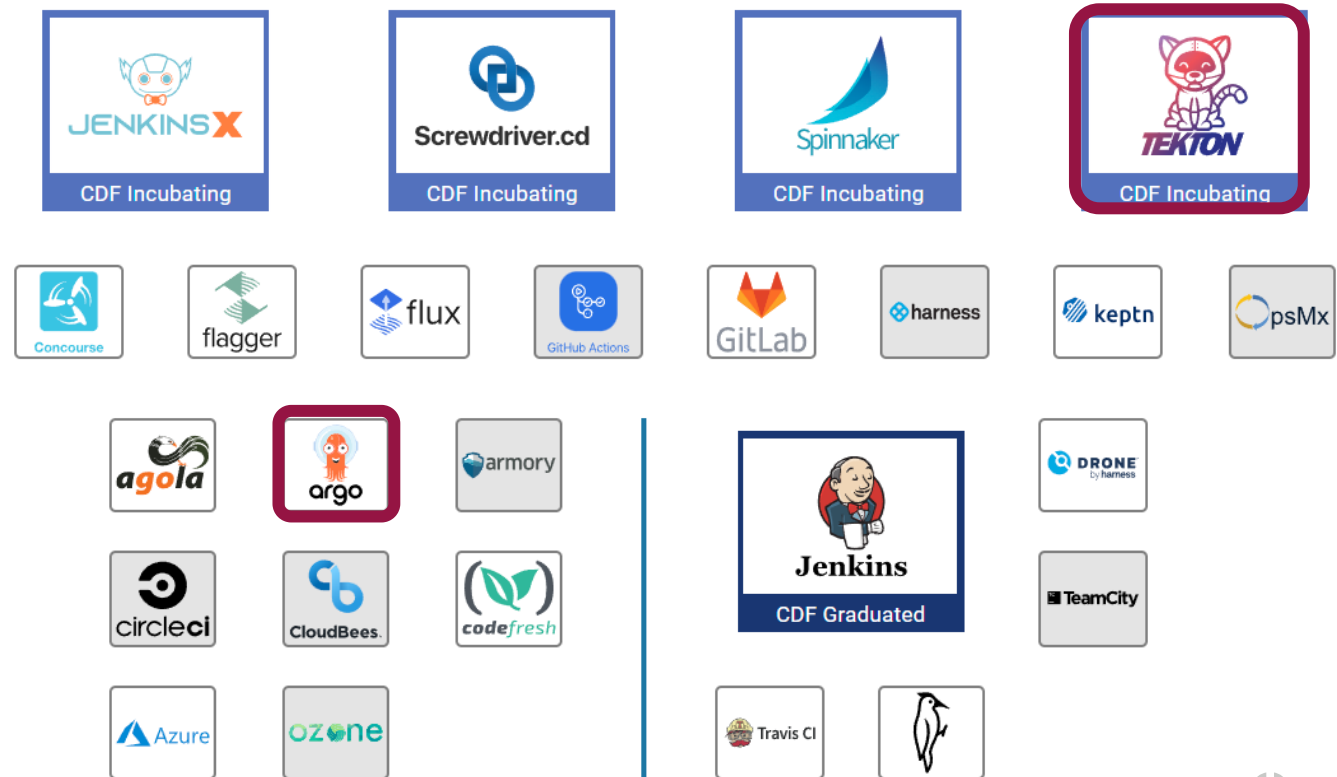 JENKINS X
Screwdriver.cd
Spinnaker
TEKTON
CDF Incubating
CDF Incubating
CDF Incubating
CDF Incubating
Concourse
flagger
flux
GitHub Actions
GitLab
harness
keptn
OpsMx
agola
argo
armory
Jenkins
CDF Graduated
DRONE
by harness
circleci
CloudBees.
codefresh
TeamCity
Azure
ozone
Travis CI